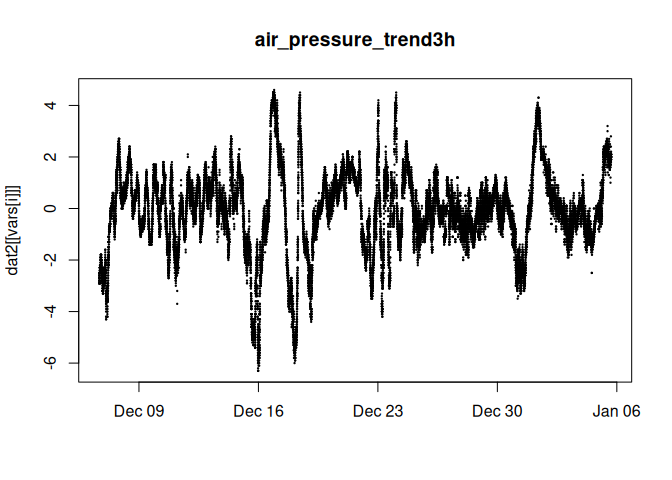 air_pressure_trend3h
dat2[[vars[i]]]
4
2
0
-2
-4
-6
Dec 09 Dec 16 Dec 23 Dec 30 Jan 06